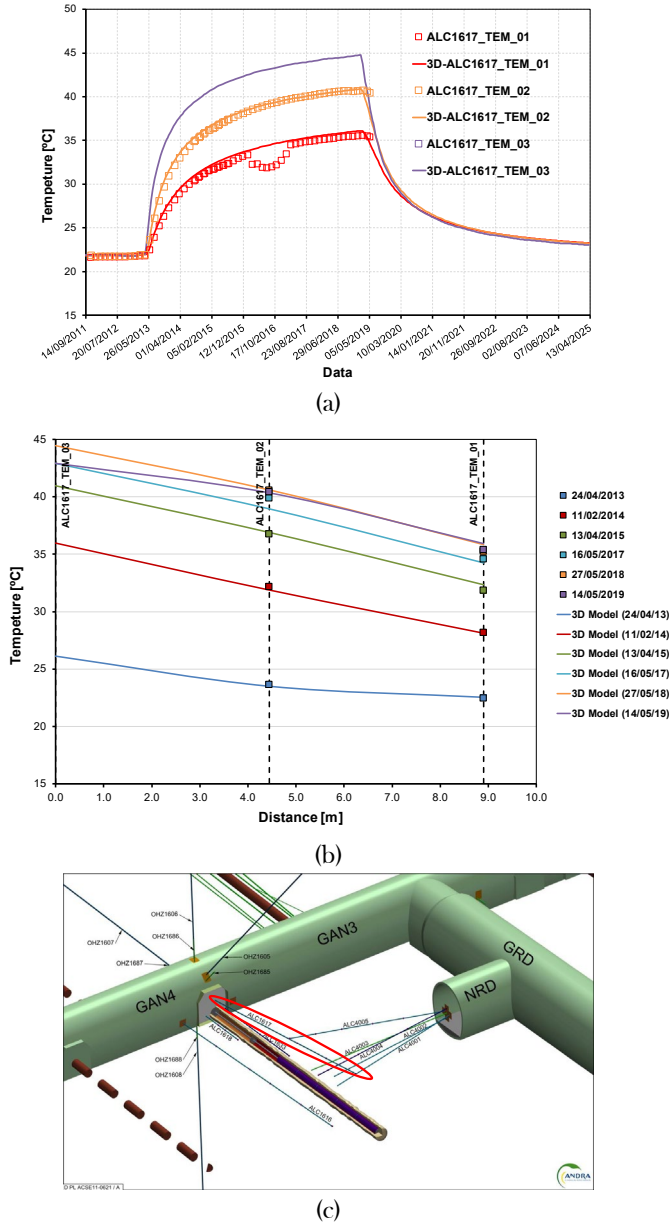 50
45
40
35
30
25
20
15
Tempeture [ºC]
ALC1617_TEM_01
3D-ALC1617_TEM_01
ALC1617_TEM_02
3D-ALC1617_TEM_02
ALC1617_TEM_03
3D-ALC1617_TEM_03
14/09/2011
20/07/2012
26/05/2013
01/04/2014
05/02/2015
12/12/2015
17/10/2016
23/08/2017
29/06/2018
05/05/2019
10/03/2020
14/01/2021
20/11/2021
26/09/2022
02/08/2023
07/06/2024
13/04/2025
Data
(a)
45
40
35
30
25
20
15
Tempeture [ºC]
ALC1617_TEM_03
ALC1617_TEM_02
ALC1617_TEM_01
24/04/2013
11/02/2014
13/04/2015
16/05/2017
27/05/2018
14/05/2019
3D Model (24/04/13)
3D Model (11/02/14)
3D Model (13/04/15)
3D Model (16/05/17)
3D Model (27/05/18)
3D Model (14/05/19)
0.0 1.0 2.0 3.0 4.0 5.0 6.0 7.0 8.0 9.0 10.0
Distance [m]
(b)
OHZ1606
OHZ1607
OHZ1686
OHZ1605
OHZ1687
OHZ1685
GAN3
GRD
GAN4
NRD
ALC1617
ALC4005
ALC1618
ALC4003
ALC4002
ALC4004
ALC4001
OHZ1688
OHZ1608
ALC1616
D PL ACSE11-0621 / A
ANDRA
(c)